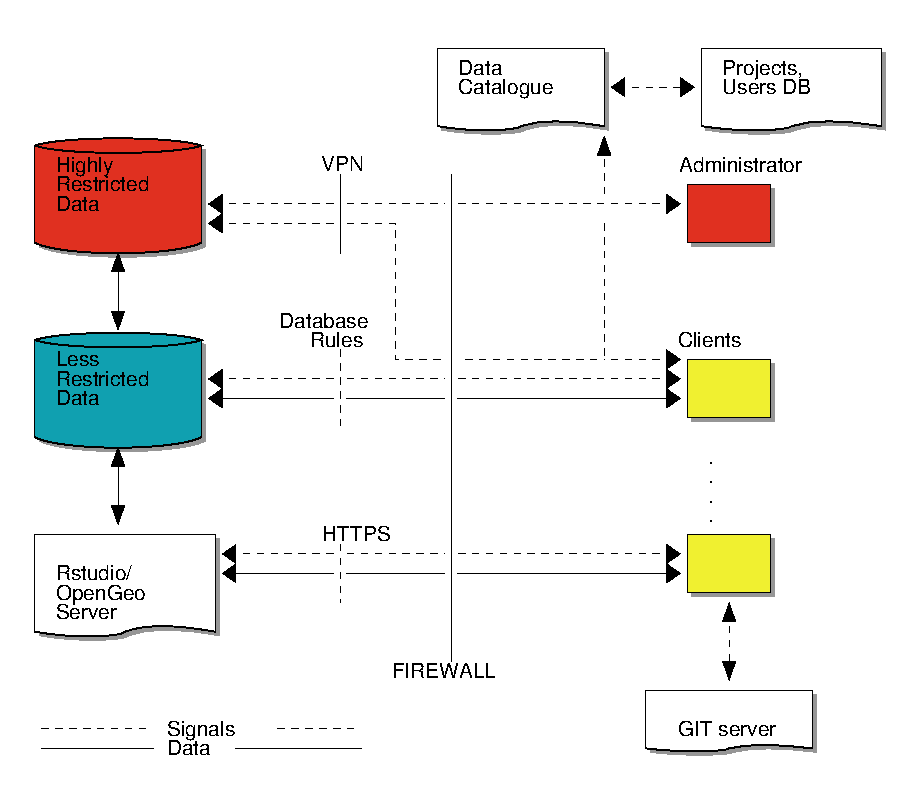 Data
Catalogue
Projects,
Users DB
Highly
Restricted
Data
VPN
Administrator
Database
Rules
Less
Restricted
Data
Clients
HTTPS
Rstudio/
OpenGeo
Server
FIREWALL
GIT server
Signals
Data